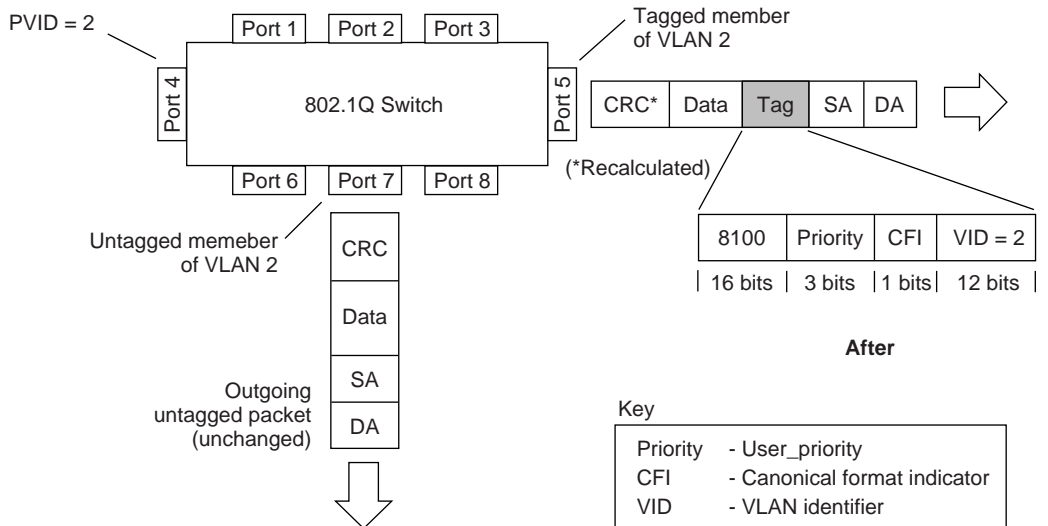 PVID = 2
Port 1
Port 2
Port 3
Tagged member
of VLAN 2
Port 4
802.1Q Switch
Port 5
CRC*
Data
Tag
SA
DA
(*Recalculated)
Port 6
Port 7
Port 8
Untagged memeber
of VLAN 2
CRC
Data
SA
DA
8100
Priority
CFI
VID = 2
16 bits
3 bits
1 bits
12 bits
After
Outgoing
untagged packet
(unchanged)
Key
Priority - User_priority
CFI - Canonical format indicator
VID - VLAN identifier